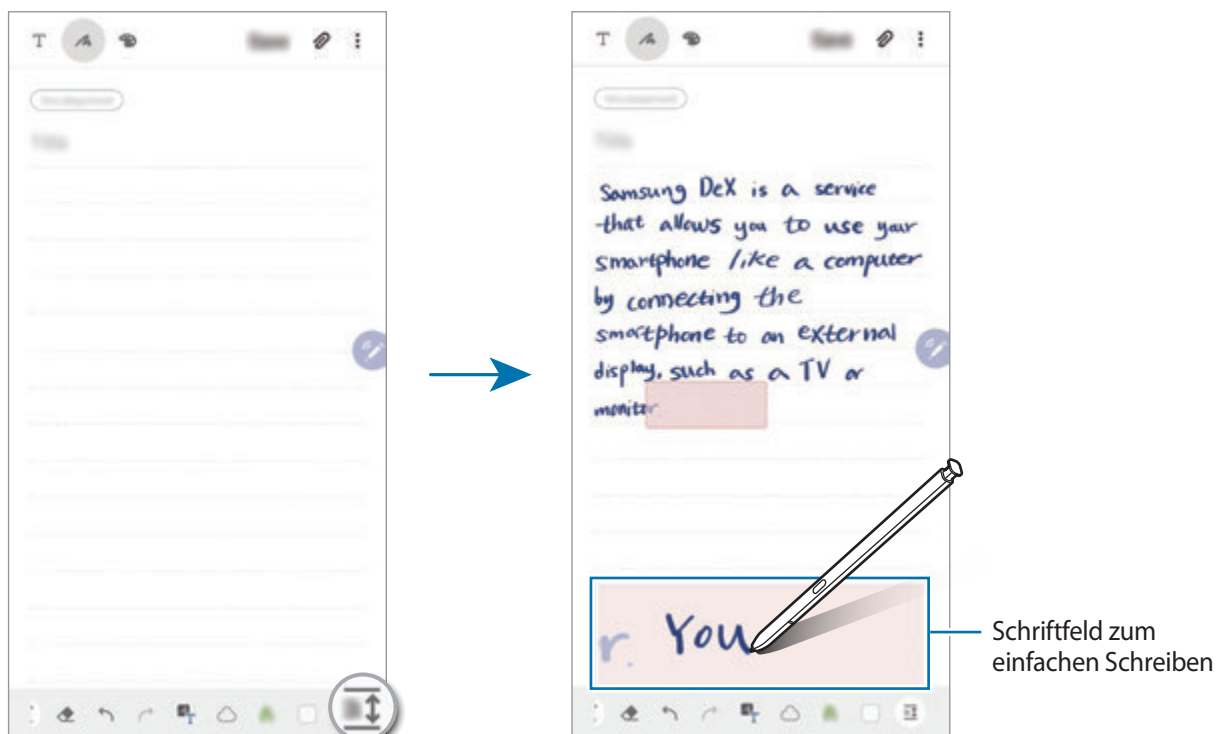 T
T
Samsung DeX is a service
that allows you to use your
smartphone like a computer
by connecting the
smartphone to an external
display, such as a TV or
monitor.
r. You
Schriftfeld zum
einfachen Schreiben